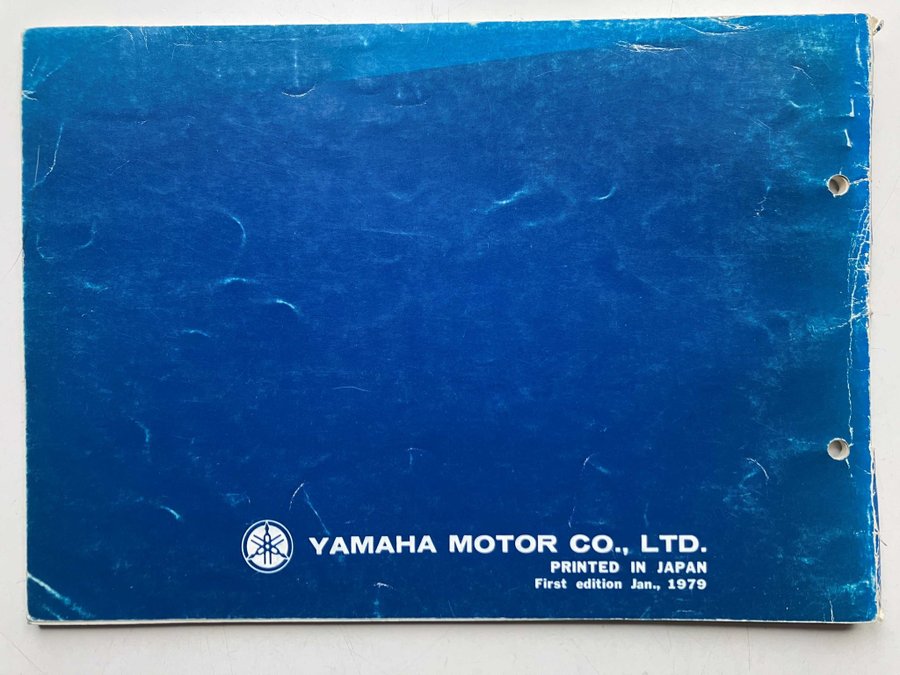 YAMAHA MOTOR CO., LTD.
PRINTED IN JAPAN
First edition Jan., 1979